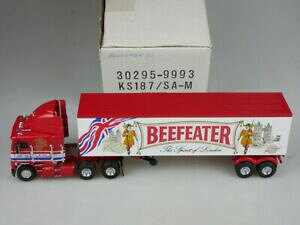 30295-9993
KS187/SA-M
BEEFEATER
The Spirit of London